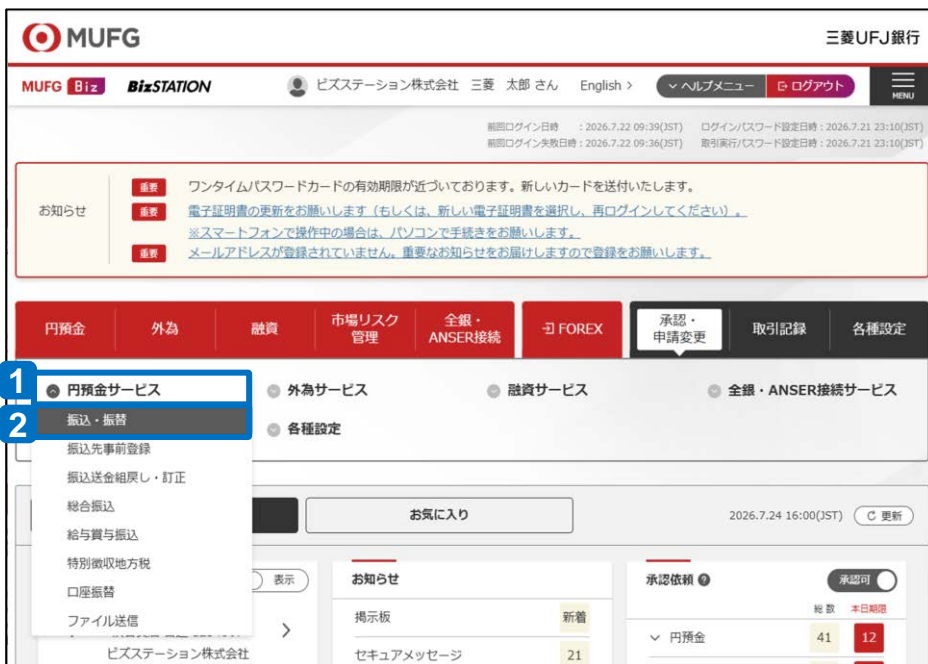 MUFG
三菱UFJ銀行
MUFG Biz BizSTATION ビズステーション株式会社 三菱 太郎 さん English ヘルプメニュー ログアウト MENU
前回ログイン日時 : 2026.7.22 09:39(JST) ログインパスワード設定日時 : 2026.7.21 23:10(JST)
前回ログイン失敗日時 : 2026.7.22 09:36(JST) 取引実行パスワード設定日時 : 2026.7.21 23:10(JST)
重要 ワンタイムパスワードカードの有効期限が近づいております。新しいカードを送付いたします。
お知らせ 重要 電子証明書の更新をお願いします(もしくは、新しい電子証明書を選択し、再ログインしてください)。
※スマートフォンで操作中の場合は、パソコンで手続きをお願いします。
重要 メールアドレスが登録されていません。重要なお知らせをお届けしますので登録をお願いします。
円預金 外為 融資 市場リスク管理 全銀・ANSER接続 FOREX 承認・申請変更 取引記録 各種設定
1 円預金サービス 外為サービス 融資サービス 全銀・ANSER接続サービス
2 振込・振替 各種設定
振込先事前登録
振込送金組戻し・訂正
総合振込
給与賞与振込
特別徴収地方税
口座振替
ファイル送信
お気に入り 2026.7.24 16:00(JST) 更新
表示 お知らせ 承認依頼 承認可
総数 本日期限
掲示板 新着
円預金 41 12
ビズステーション株式会社 セキュアメッセージ 21